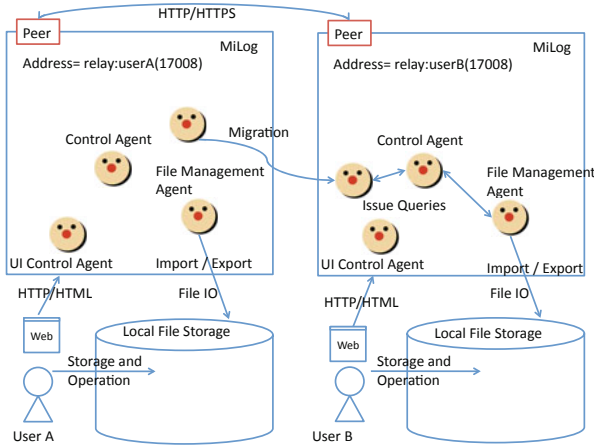 HTTP/HTTPS
Peer
MiLog
Address= relay:userA(17008)
Control Agent
Migration
File Management
Agent
UI Control Agent
Import / Export
HTTP/HTML
File IO
Web
Local File Storage
Storage and
Operation
User A
Peer
MiLog
Address= relay:userB(17008)
Control Agent
File Management
Agent
Issue Queries
UI Control Agent
Import / Export
HTTP/HTML
File IO
Web
Local File Storage
Storage and
Operation
User B